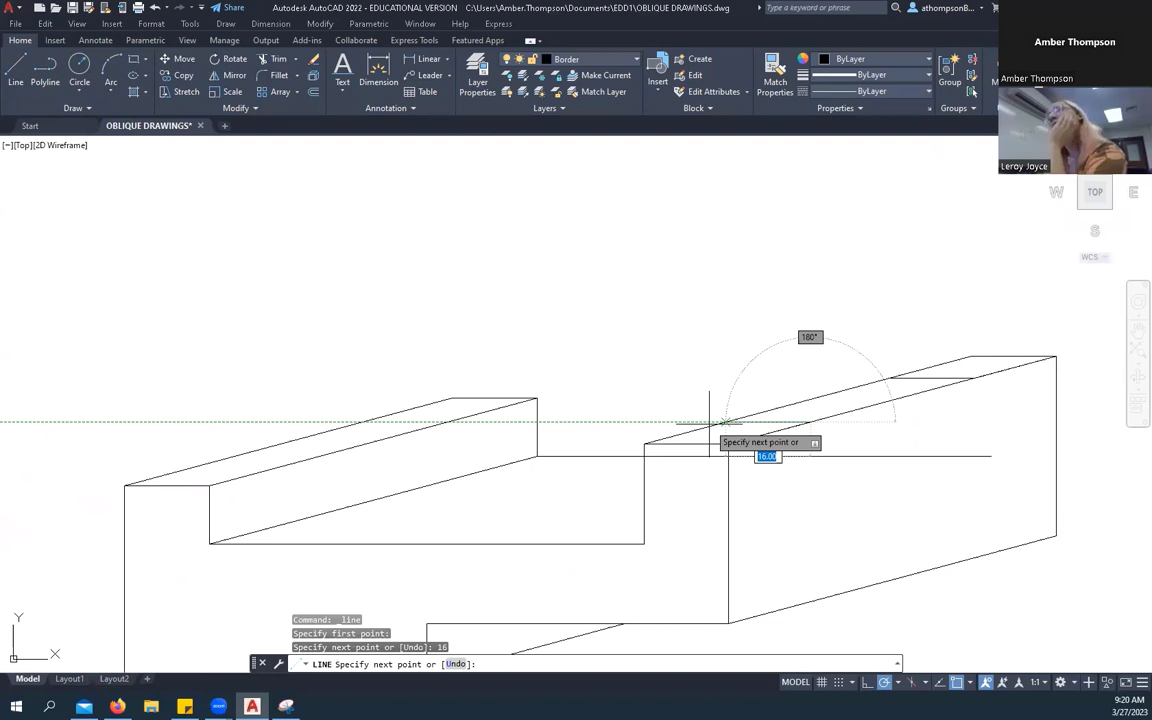 Autodesk AutoCAD 2022 - EDUCATIONAL VERSION C:\Users\Amber.Thompson\Documents\EDD1\OBLIQUE DRAWINGS.dwg
Share
Type a keyword or phrase
athompsonB...
File Edit View Insert Format Tools Draw Dimension Modify Parametric Window Express Help
Home Insert Annotate Parametric View Manage Output Add-ins Collaborate Express Tools Featured Apps
Line Polyline Circle Arc
Draw
Move Rotate Trim
Copy Mirror Fillet
Stretch Scale Array
Modify
Text Dimension
Linear
Leader
Table
Annotation
Layer Properties
Border
Make Current
Match Layer
Layers
Insert
Create
Edit
Edit Attributes
Block
Match Properties
ByLayer
ByLayer
ByLayer
Properties
Group
Groups
Amber Thompson
Amber Thompson
Leroy Joyce
Start OBLIQUE DRAWINGS*
[−][Top][2D Wireframe]
W TOP E
S
WCS
180°
Specify next point or
16.00
Y
X
Command: _line
Specify first point:
Specify next point or [Undo]: 16
LINE Specify next point or [Undo]:
Model Layout1 Layout2
MODEL
1:1
9:20 AM
3/27/2023